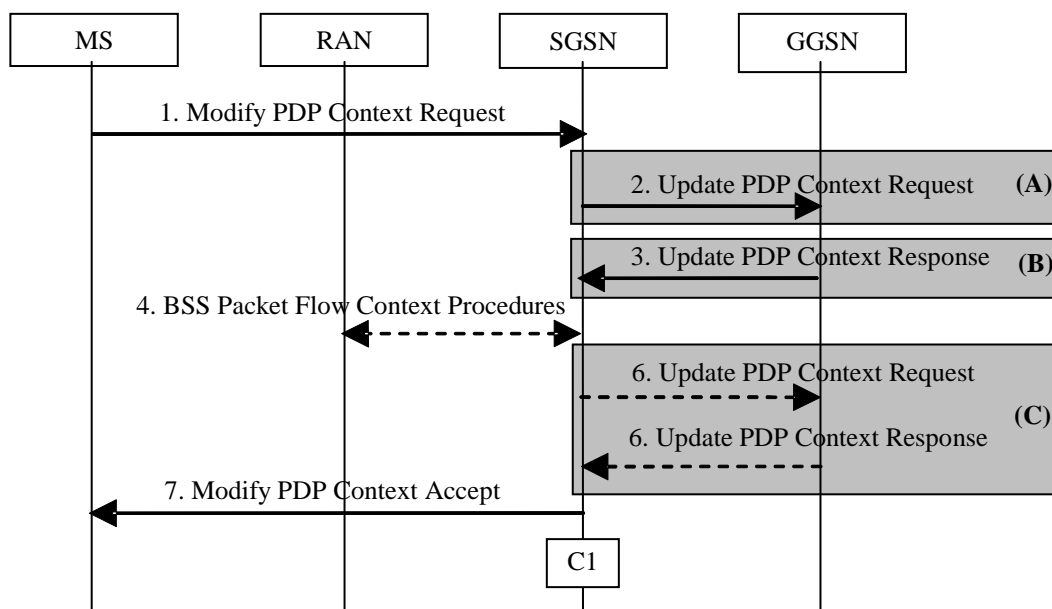 MS
RAN
SGSN
GGSN
1. Modify PDP Context Request
2. Update PDP Context Request
(A)
3. Update PDP Context Response
(B)
4. BSS Packet Flow Context Procedures
6. Update PDP Context Request
(C)
6. Update PDP Context Response
7. Modify PDP Context Accept
C1